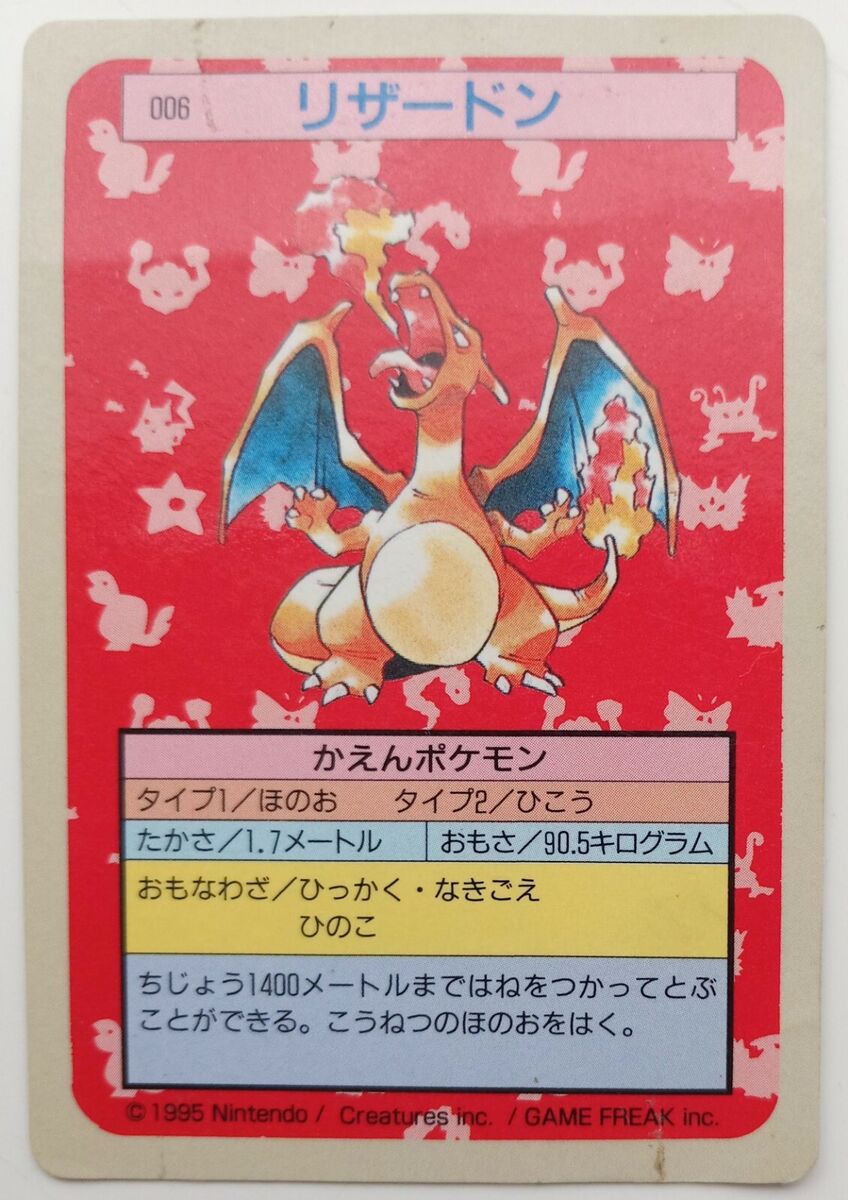 006 リザードン
かえんポケモン
タイプ1/ほのお タイプ2/ひこう
たかさ/1.7メートル おもさ/90.5キログラム
おもなわざ/ひっかく・なきごえ
ひのこ
ちじょう1400メートルまではねをつかってとぶ
ことができる。こうねつのほのおをはく。
©1995 Nintendo / Creatures inc. / GAME FREAK inc.